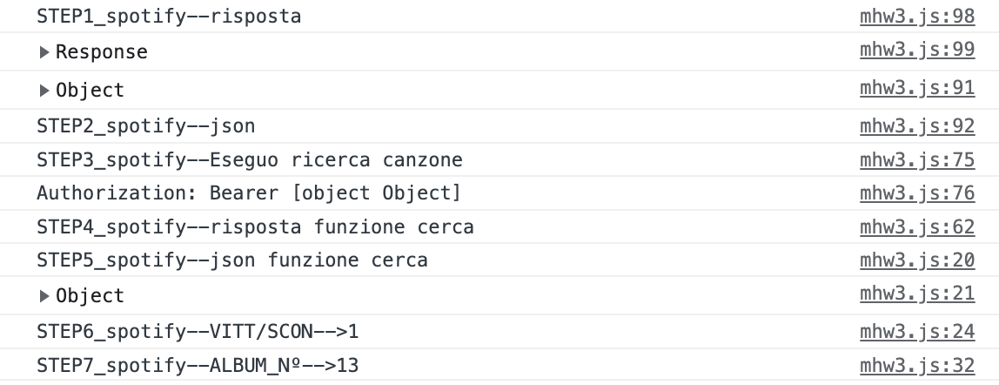 STEP1_spotify--risposta mhw3.js:98
Response mhw3.js:99
Object mhw3.js:91
STEP2_spotify--json mhw3.js:92
STEP3_spotify--Eseguo ricerca canzone mhw3.js:75
Authorization: Bearer [object Object] mhw3.js:76
STEP4_spotify--risposta funzione cerca mhw3.js:62
STEP5_spotify--json funzione cerca mhw3.js:20
Object mhw3.js:21
STEP6_spotify--VITT/SCON-->1 mhw3.js:24
STEP7_spotify--ALBUM_Nº-->13 mhw3.js:32